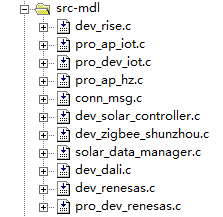 src-mdl
dev_rise.c
pro_ap_iot.c
pro_dev_iot.c
pro_ap_hz.c
conn_msg.c
dev_solar_controller.c
dev_zigbee_shunzhou.c
solar_data_manager.c
dev_dali.c
dev_renesas.c
pro_dev_renesas.c